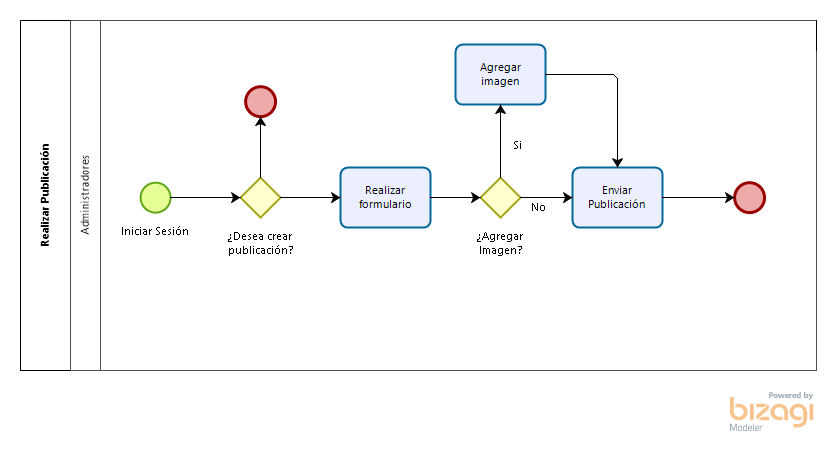 Realizar Publicación
Administradores
Iniciar Sesión
¿Desea crear
publicación?
Realizar
formulario
¿Agregar
Imagen?
Si
No
Agregar
imagen
Enviar
Publicación
Powered by
bizagi
Modeler